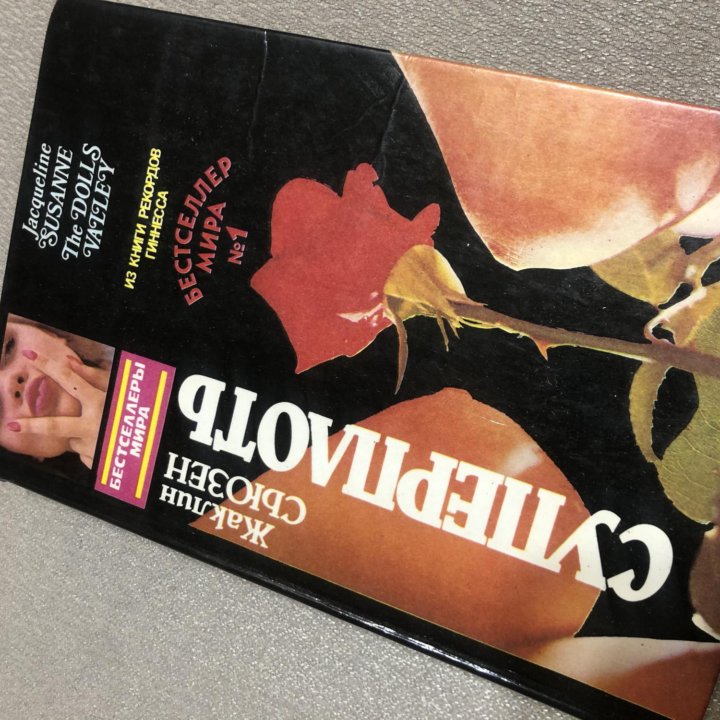 Jacqueline
SUSANNE
The DOLLS
VALLEY
ИЗ КНИГИ РЕКОРДОВ
ГИННЕССА
БЕСТСЕЛЛЕР
МИРА
№1
БЕСТСЕЛЛЕРЫ
МИРА
Жаклин
СЬЮЗЕН
СУПЕРПЛОТЬ